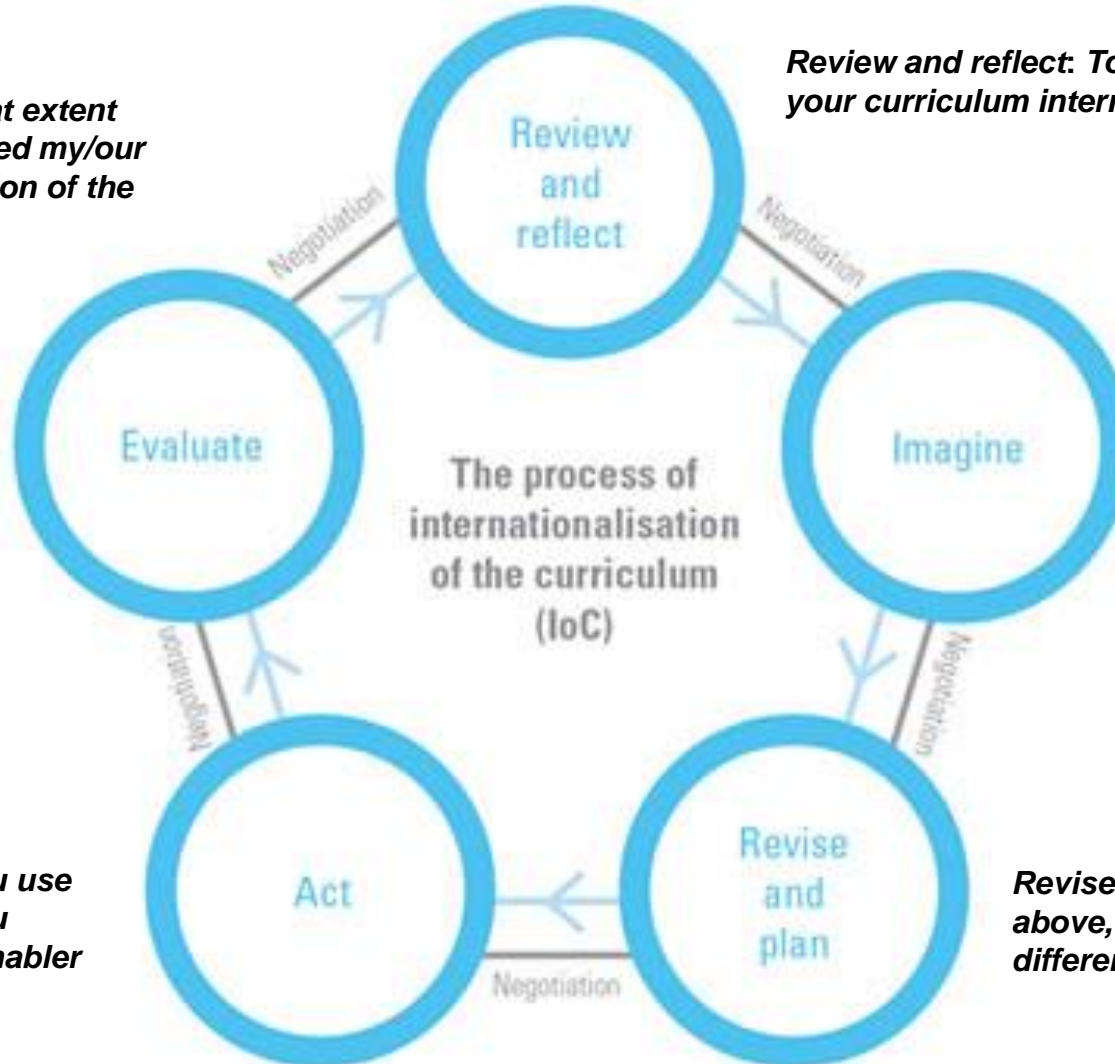 Review and reflect: To
your curriculum intern
at extent
ed my/our
on of the
Review
and
reflect
Negotiation
Negotiation
Evaluate
Imagine
The process of
internationalisation
of the curriculum
(IoC)
Negotiation
Negotiation
u use
u
nabler
Act
Revise
and
plan
Negotiation
Revise
above,
differen